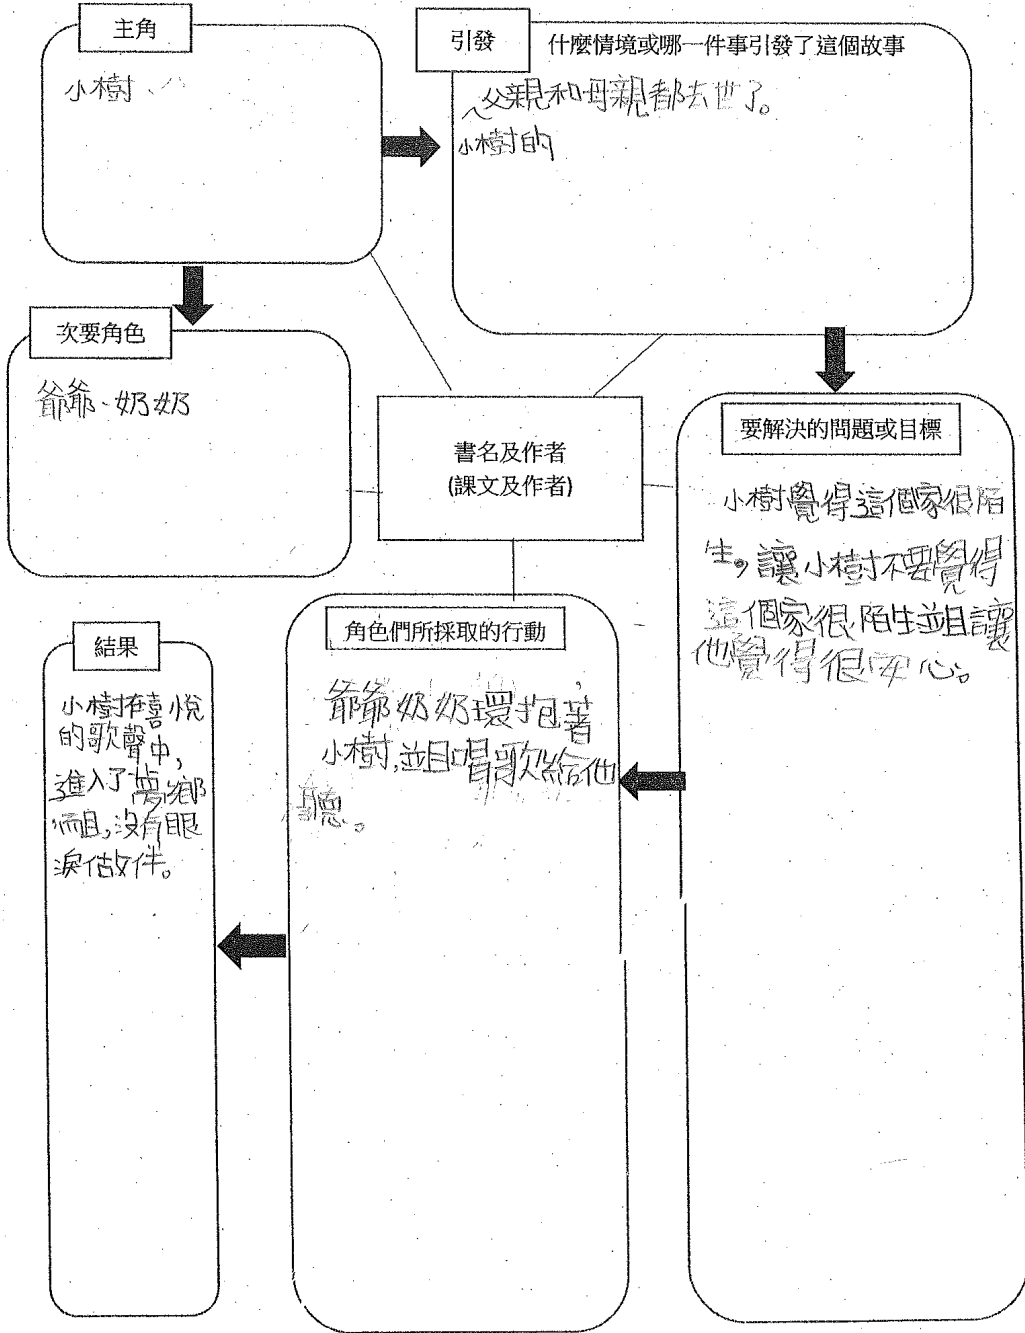 主角
小樹、
引發
什麼情境或哪一件事引發了這個故事
父親和母親都去世了。
小樹的
次要角色
爺爺、奶奶
書名及作者
(課文及作者)
要解決的問題或目標
小樹覺得這個家很陌
生。讓小樹不要覺得
這個家很陌生並且讓
他覺得很安心。
角色們所採取的行動
爺爺奶奶環抱著
小樹,並且唱歌給他
聽。
結果
小樹在喜悅
的歌聲中,
進入了夢鄉
而且,沒有眼
淚做伴。